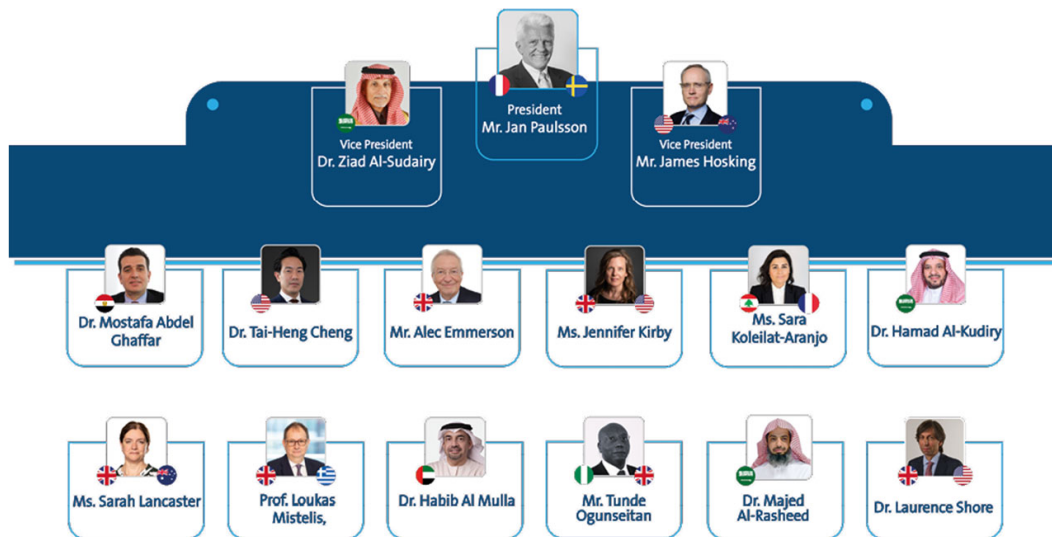 President
Mr. Jan Paulsson
Vice President
Dr. Ziad Al-Sudairy
Vice President
Mr. James Hosking
Dr. Mostafa Abdel
Ghaffar
Dr. Tai-Heng Cheng
Mr. Alec Emmerson
Ms. Jennifer Kirby
Ms. Sara
Koleilat-Aranjo
Dr. Hamad Al-Kudiry
Ms. Sarah Lancaster
Prof. Loukas
Mistelis,
Dr. Habib Al Mulla
Mr. Tunde
Ogunseitan
Dr. Majed
Al-Rasheed
Dr. Laurence Shore